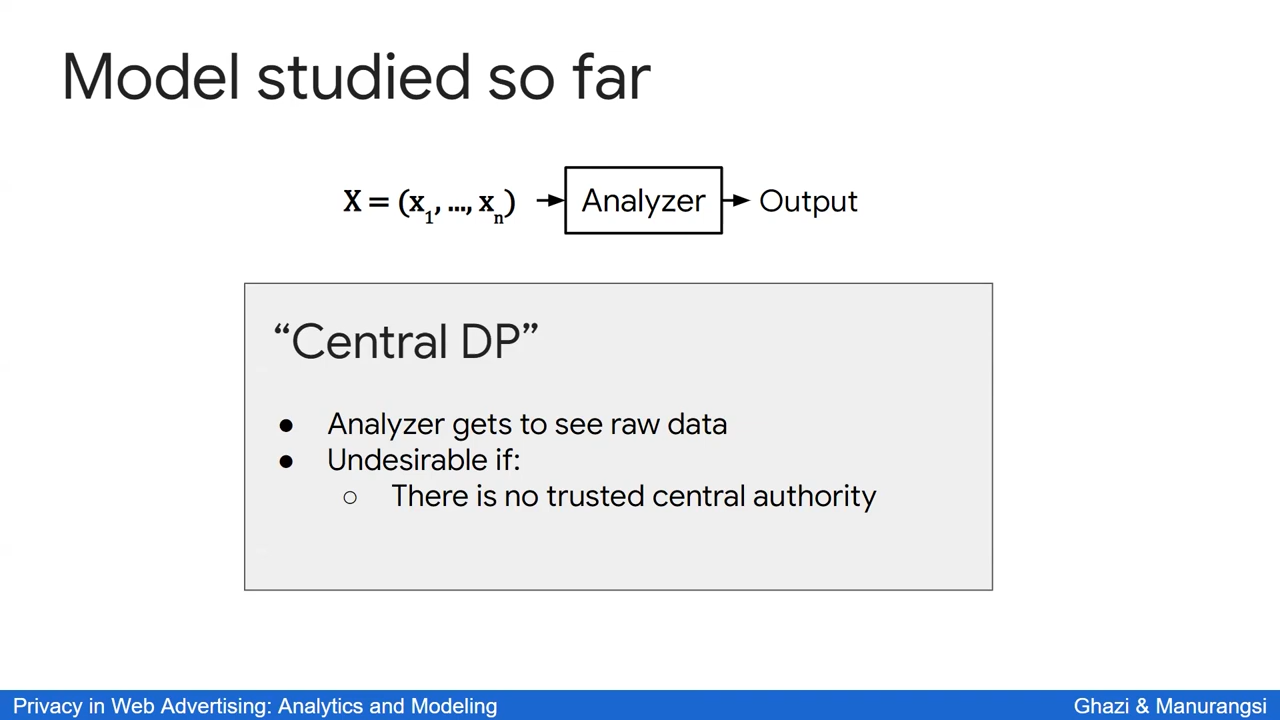 Model studied so far
X = (x1, ..., xn) Analyzer Output
“Central DP”
● Analyzer gets to see raw data
● Undesirable if:
○ There is no trusted central authority
Privacy in Web Advertising: Analytics and Modeling Ghazi & Manurangsi